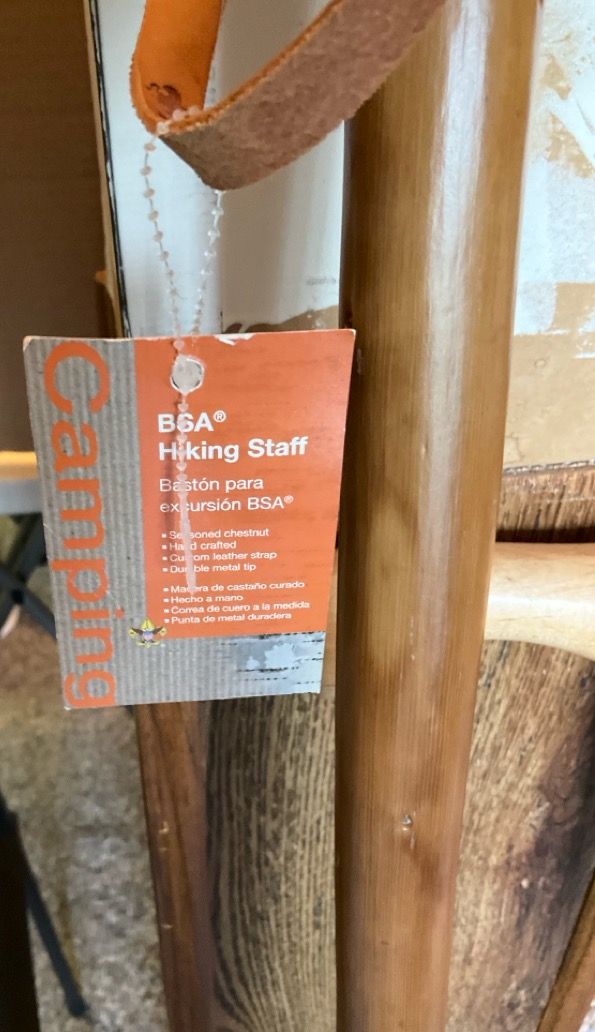 Camping
BSA®
Hiking Staff
Bastón para
excursión BSA®
▪ Seasoned chestnut
▪ Hand crafted
▪ Custom leather strap
▪ Durable metal tip
▪ Madera de castaño curado
▪ Hecho a mano
▪ Correa de cuero a la medida
▪ Punta de metal duradera